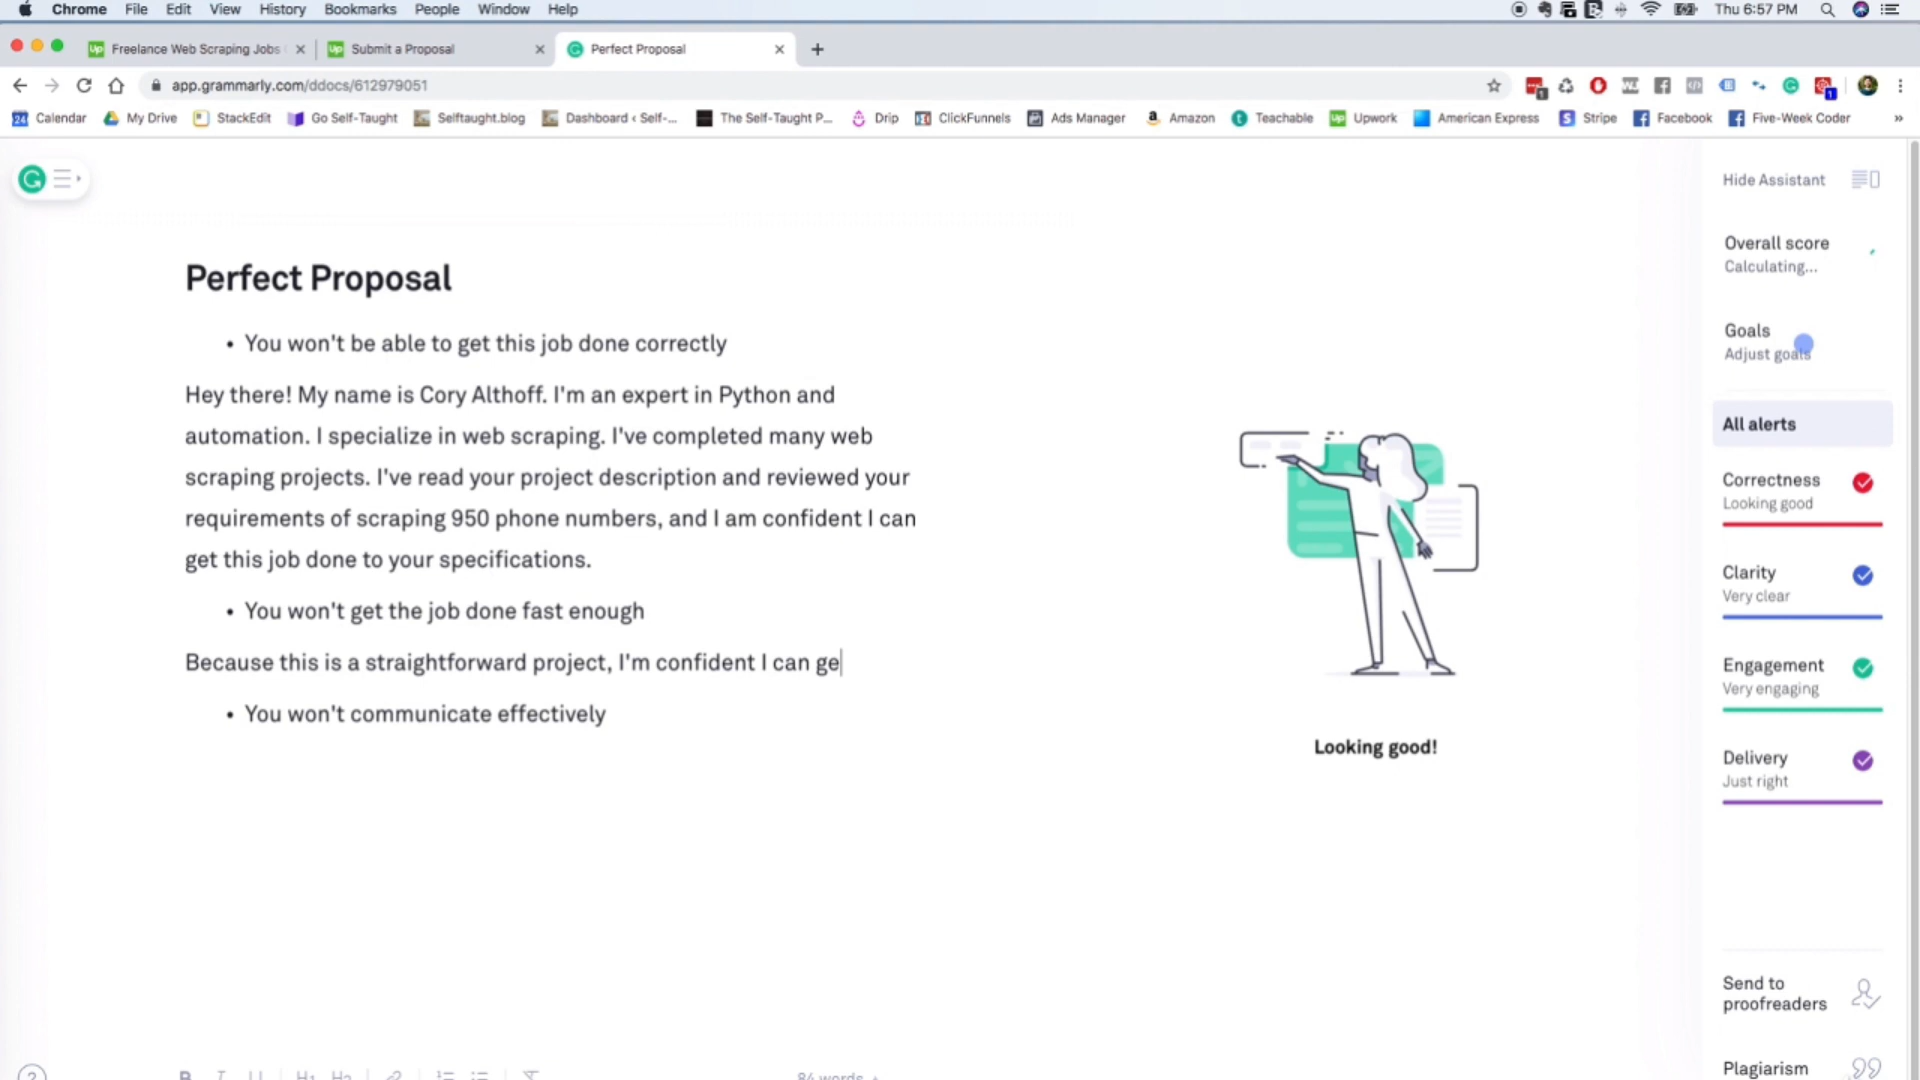 Chrome File Edit View History Bookmarks People Window Help Thu 6:57 PM
Freelance Web Scraping Jobs Submit a Proposal Perfect Proposal
app.grammarly.com/ddocs/612979051
Calendar My Drive StackEdit Go Self-Taught Selftaught.blog Dashboard ‹ Self-... The Self-Taught P... Drip ClickFunnels Ads Manager Amazon Teachable Upwork American Express Stripe Facebook Five-Week Coder »
Hide Assistant
Perfect Proposal
• You won't be able to get this job done correctly
Hey there! My name is Cory Althoff. I'm an expert in Python and
automation. I specialize in web scraping. I've completed many web
scraping projects. I've read your project description and reviewed your
requirements of scraping 950 phone numbers, and I am confident I can
get this job done to your specifications.
• You won't get the job done fast enough
Because this is a straightforward project, I'm confident I can ge
• You won't communicate effectively
Looking good!
Overall score
Calculating...
Goals
Adjust goals
All alerts
Correctness
Looking good
Clarity
Very clear
Engagement
Very engaging
Delivery
Just right
Send to
proofreaders
Plagiarism
B I U H1 H2 84 words